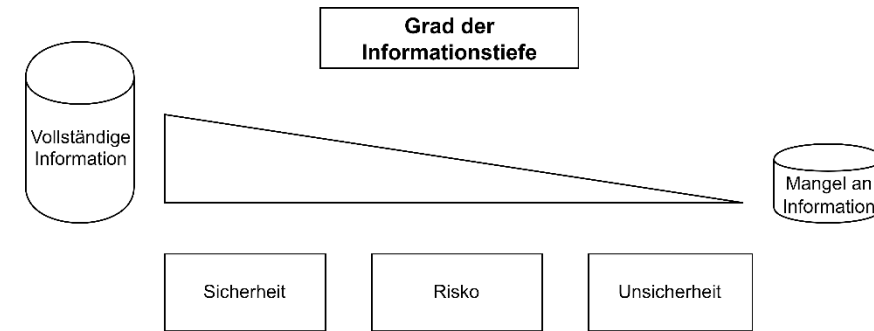 Grad der
Informationstiefe
Vollständige
Information
Mangel an
Information
Sicherheit
Risko
Unsicherheit